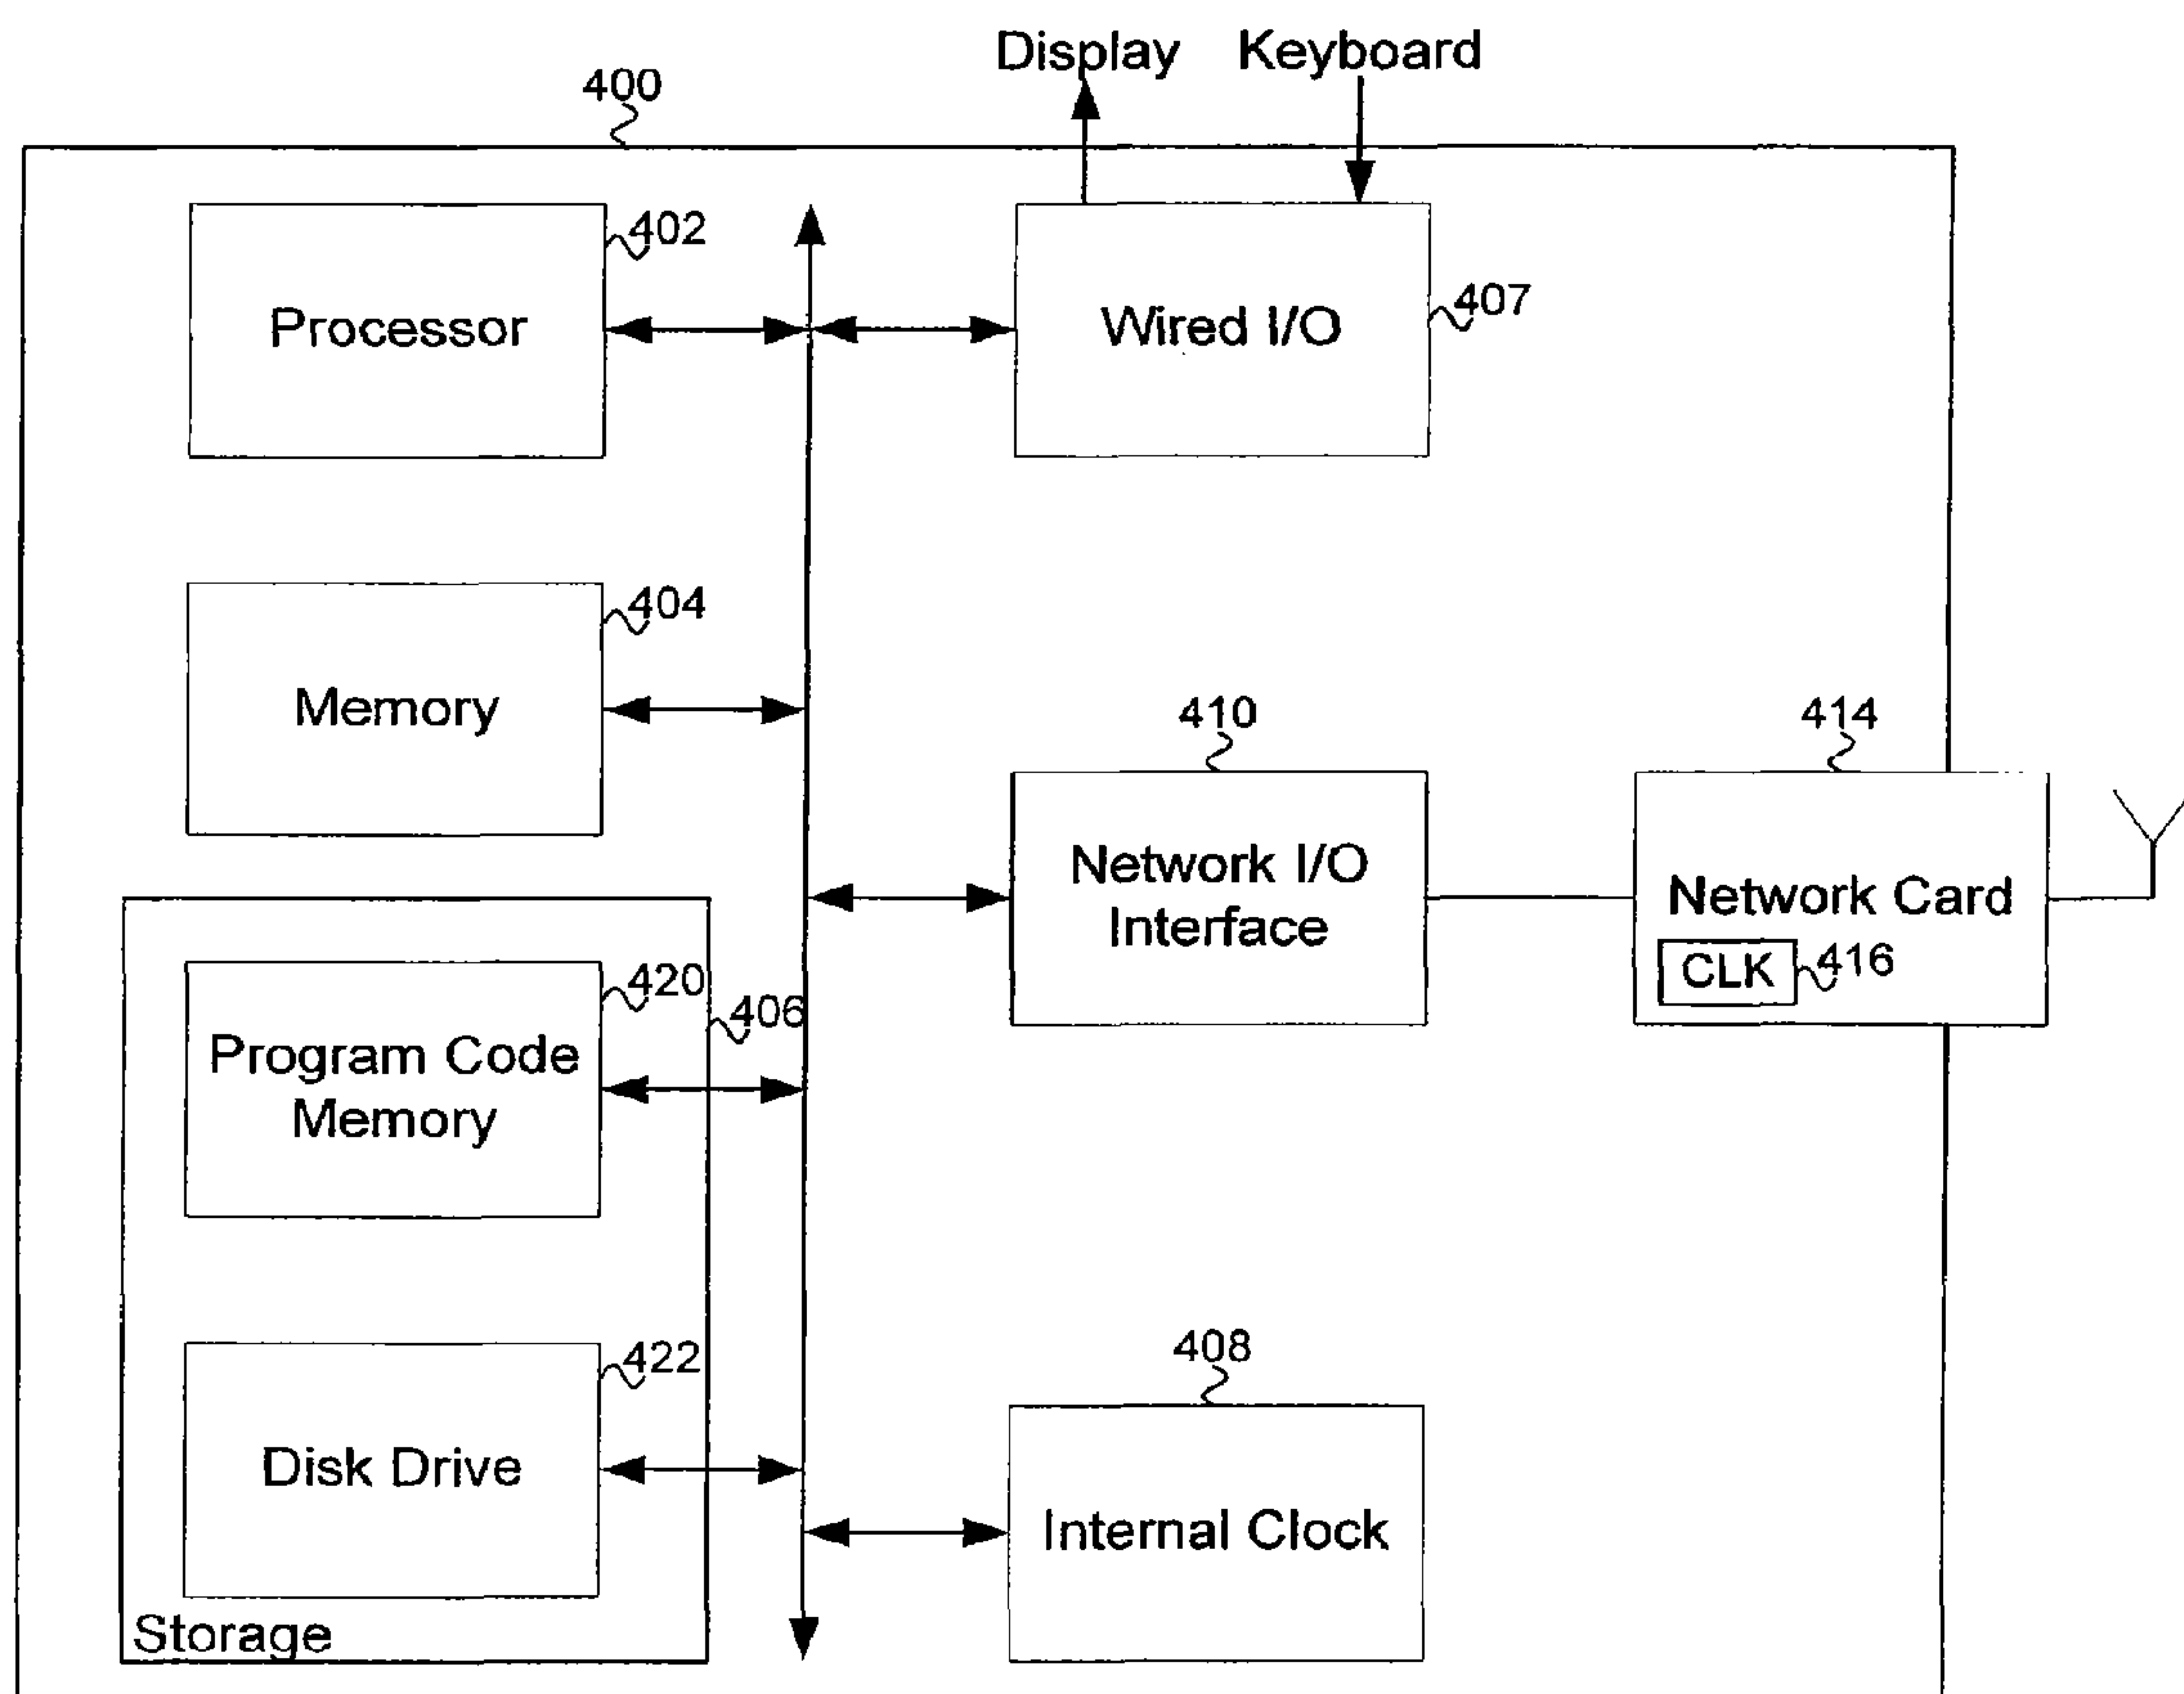 Display Keyboard
400
402
Processor
Wired I/O
407
404
Memory
410
414
Network I/O
Interface
Network Card
CLK
416
420
406
Program Code
Memory
422
Disk Drive
408
Internal Clock
Storage